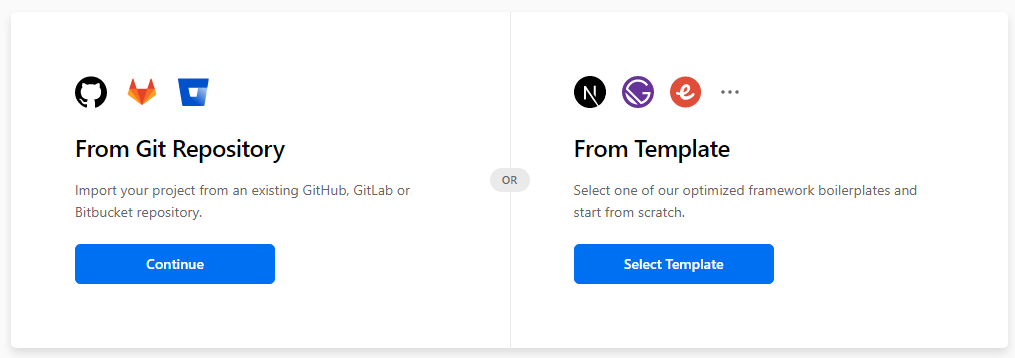 From Git Repository
Import your project from an existing GitHub, GitLab or
Bitbucket repository.
Continue
OR
From Template
Select one of our optimized framework boilerplates and
start from scratch.
Select Template